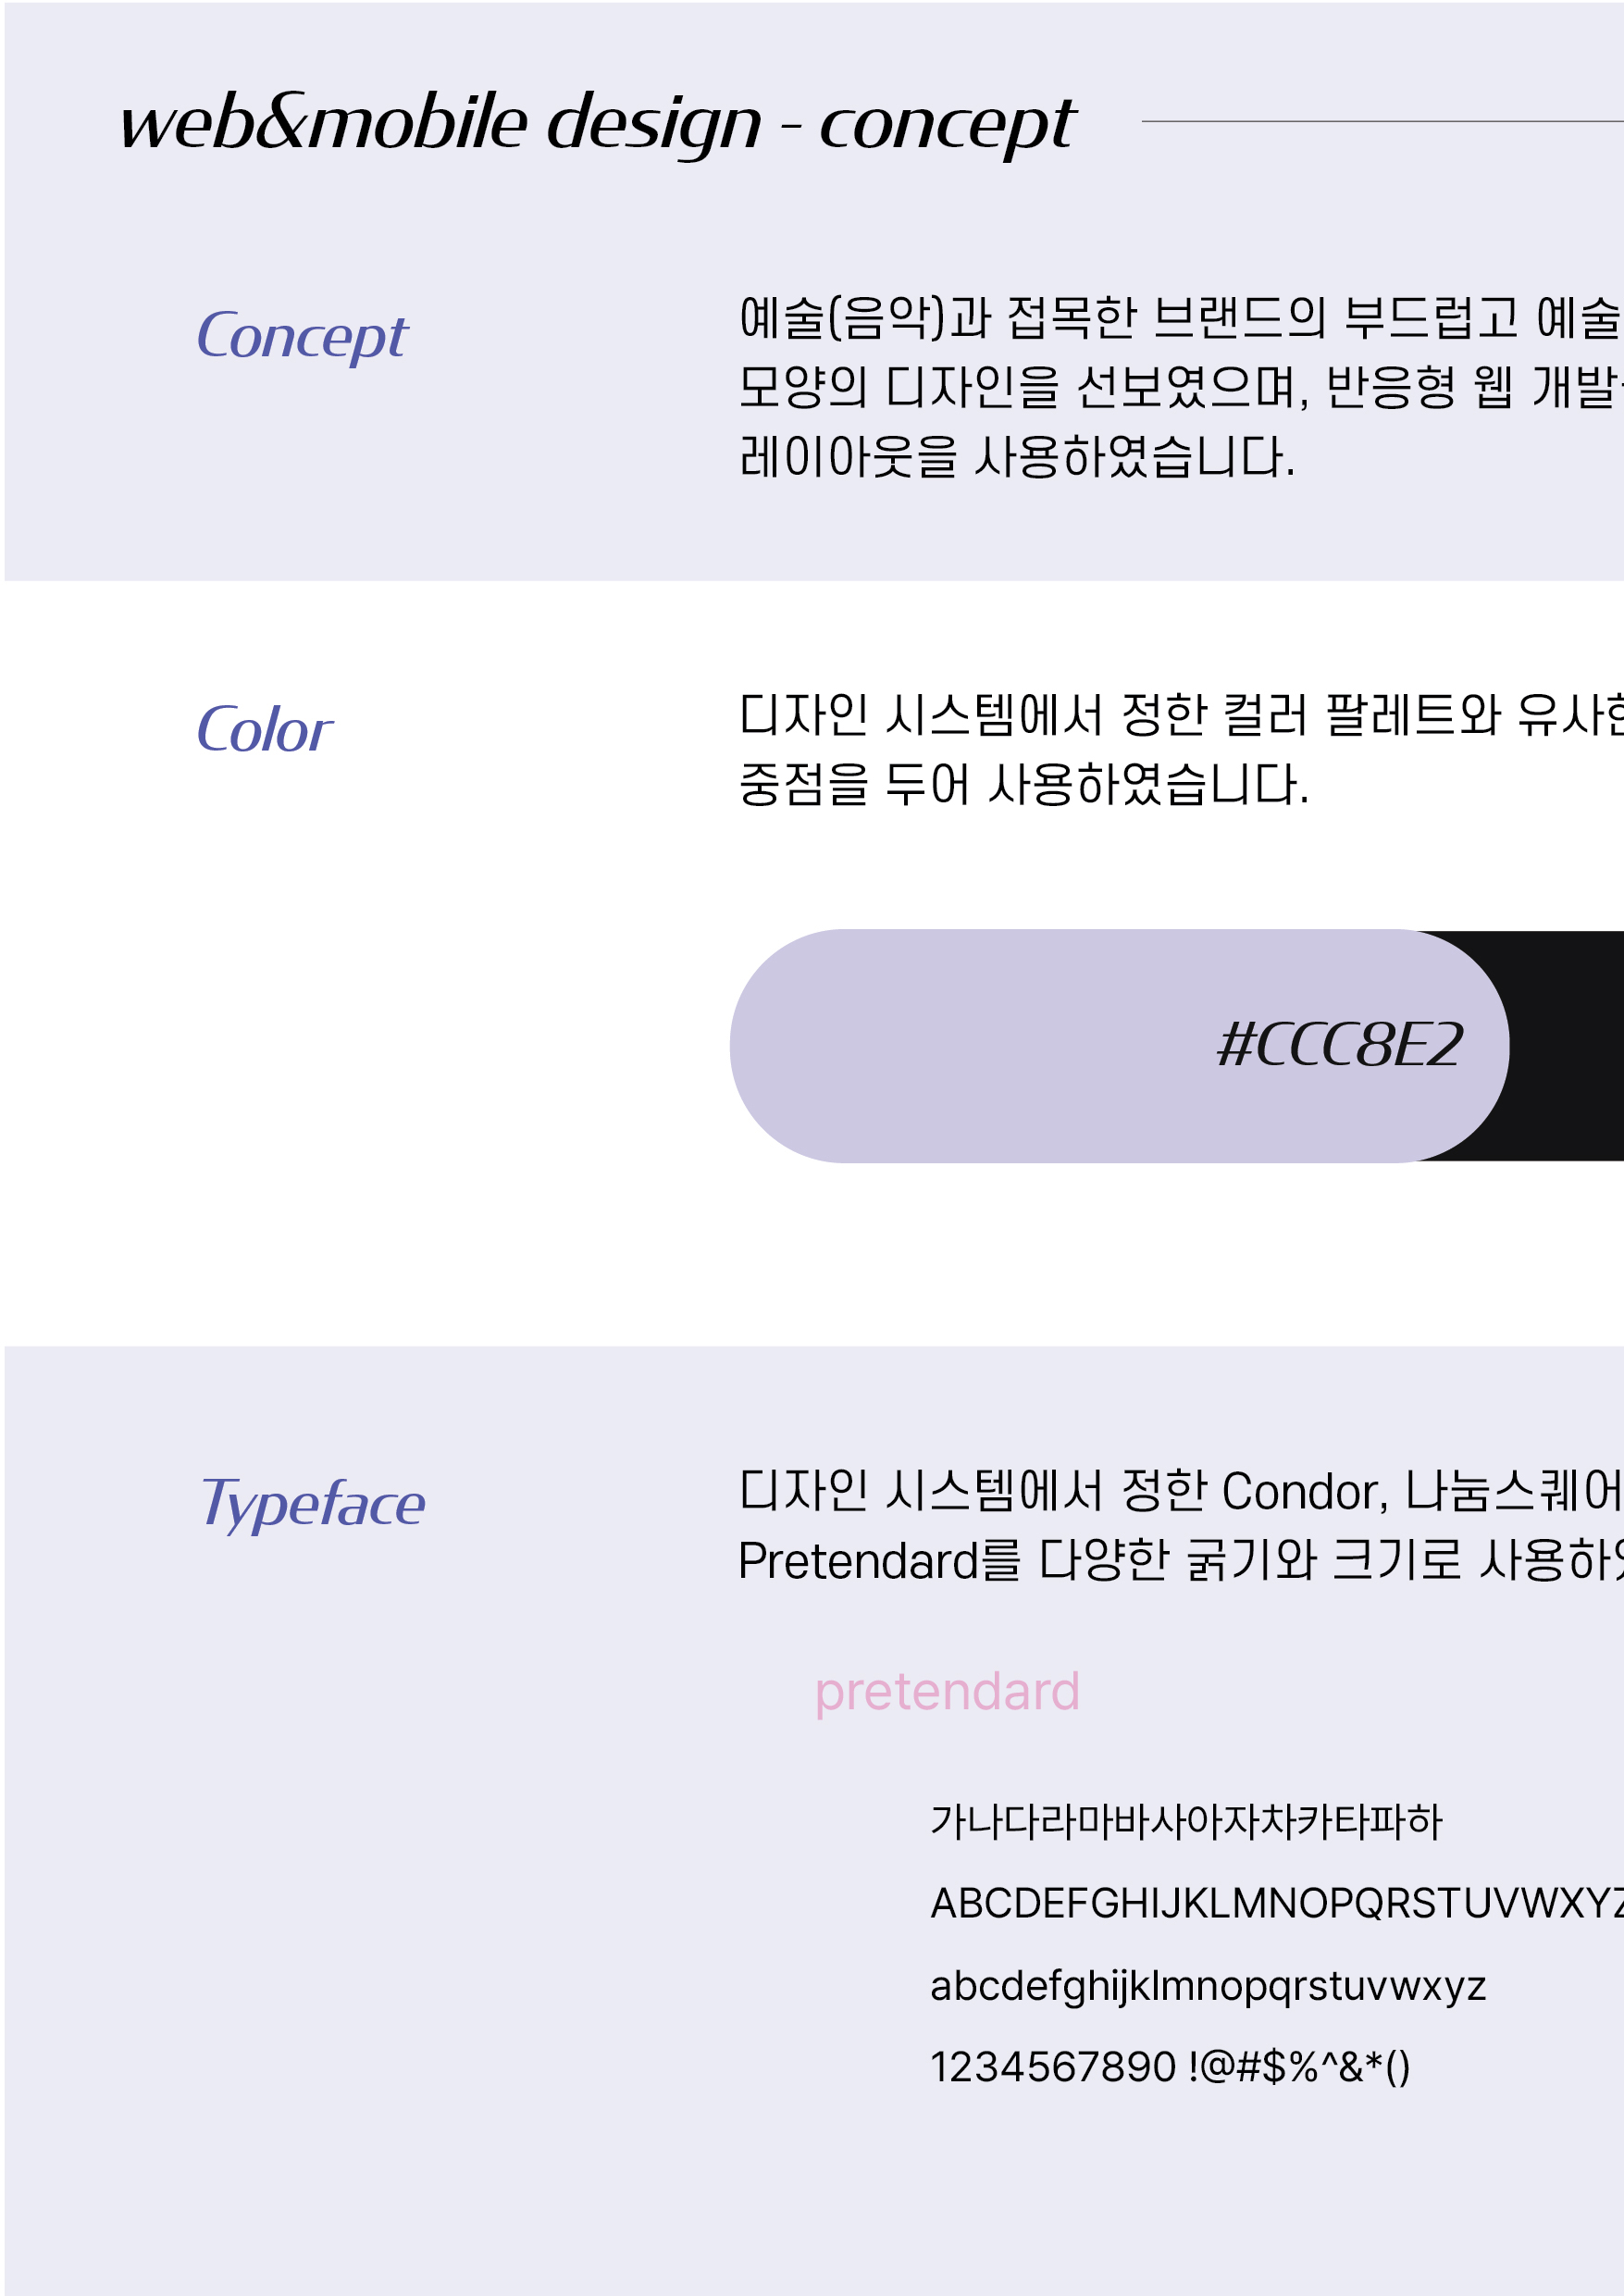 web&mobile design - concept
Concept
예술(음악)과 접목한 브랜드의 부드럽고 예술
모양의 디자인을 선보였으며, 반응형 웹 개발
레이아웃을 사용하였습니다.
Color
디자인 시스템에서 정한 컬러 팔레트와 유사한
중점을 두어 사용하였습니다.
#CCC8E2
Typeface
디자인 시스템에서 정한 Condor, 나눔스퀘어
Pretendard를 다양한 굵기와 크기로 사용하
pretendard
가나다라마바사아자차카타파하
ABCDEFGHIJKLMNOPQRSTUVWXYZ
abcdefghijklmnopqrstuvwxyz
1234567890 !@#$%^&*()